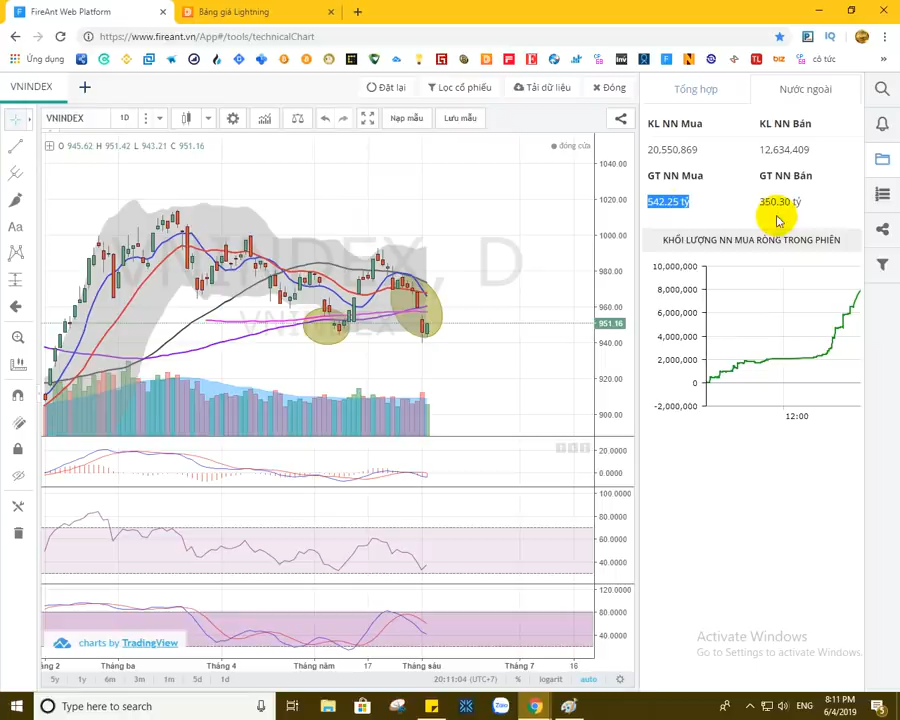 FireAnt Web Platform
Bảng giá Lightning
https://www.fireant.vn/App#/tools/technicalChart
Ứng dụng
có tức
VNINDEX
Đặt lại
Lọc cổ phiếu
Tải dữ liệu
Đóng
Tổng hợp
Nước ngoài
VNINDEX
1D
Nạp mẫu
Lưu mẫu
O 945.62 H 951.42 L 943.21 C 951.16
đóng cửa
VNINDEX, D
VNINDEX
1040.00
1020.00
1000.00
980.00
960.00
951.16
940.00
920.00
900.00
20.0000
0.0000
100.0000
80.0000
60.0000
40.0000
120.0000
80.0000
40.0000
charts by TradingView
Tháng ba
Tháng 4
Tháng năm
17
Tháng sáu
Tháng 7
16
5y
1y
6m
3m
1m
5d
1d
20:11:04 (UTC+7)
%
logarit
auto
KL NN Mua
KL NN Bán
20,550,869
12,634,409
GT NN Mua
GT NN Bán
542.25 tỷ
350.30 tỷ
KHỐI LƯỢNG NN MUA RÒNG TRONG PHIÊN
10,000,000
8,000,000
6,000,000
4,000,000
2,000,000
0
-2,000,000
12:00
Activate Windows
Go to Settings to activate Windows.
Type here to search
ENG
8:11 PM
6/4/2019